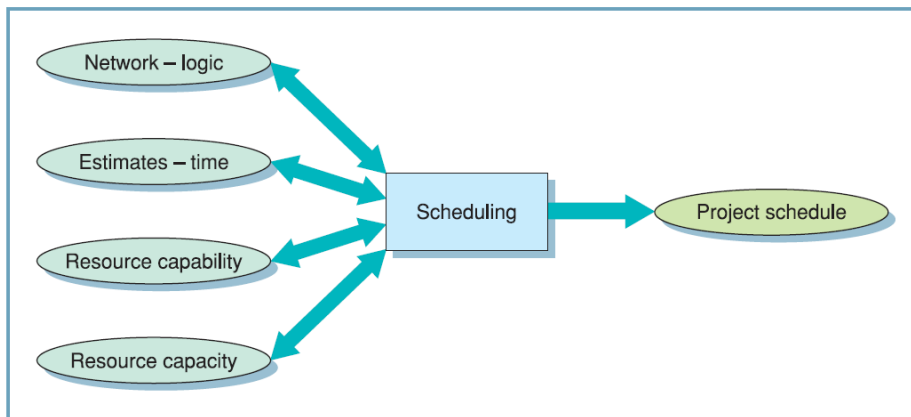 Network – logic
Estimates – time
Scheduling
Project schedule
Resource capability
Resource capacity